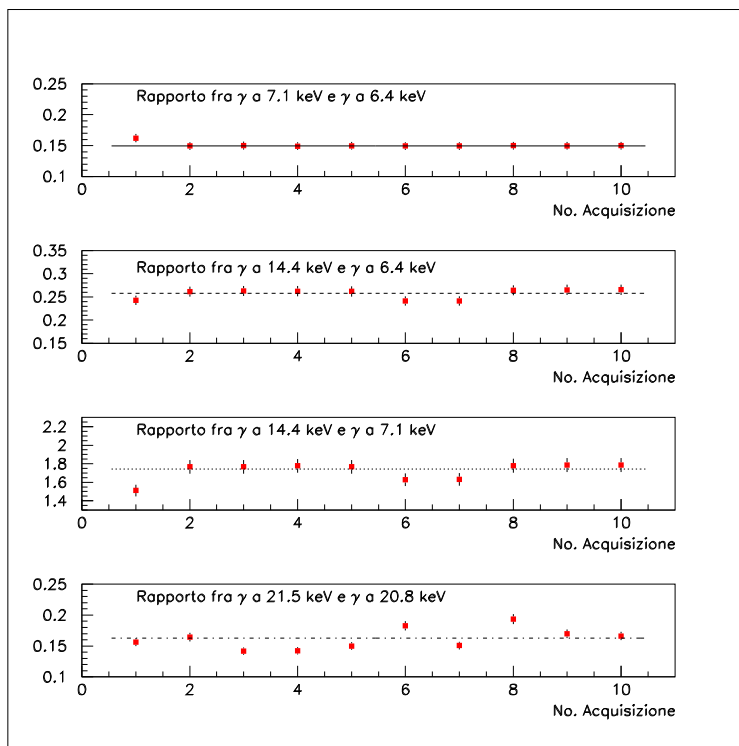 Rapporto fra γ a 7.1 keV e γ a 6.4 keV
0.25
0.2
0.15
0.1
0 2 4 6 8 10
No. Acquisizione
Rapporto fra γ a 14.4 keV e γ a 6.4 keV
0.35
0.3
0.25
0.2
0.15
0 2 4 6 8 10
No. Acquisizione
Rapporto fra γ a 14.4 keV e γ a 7.1 keV
2.2
2
1.8
1.6
1.4
0 2 4 6 8 10
No. Acquisizione
Rapporto fra γ a 21.5 keV e γ a 20.8 keV
0.25
0.2
0.15
0.1
0 2 4 6 8 10
No. Acquisizione